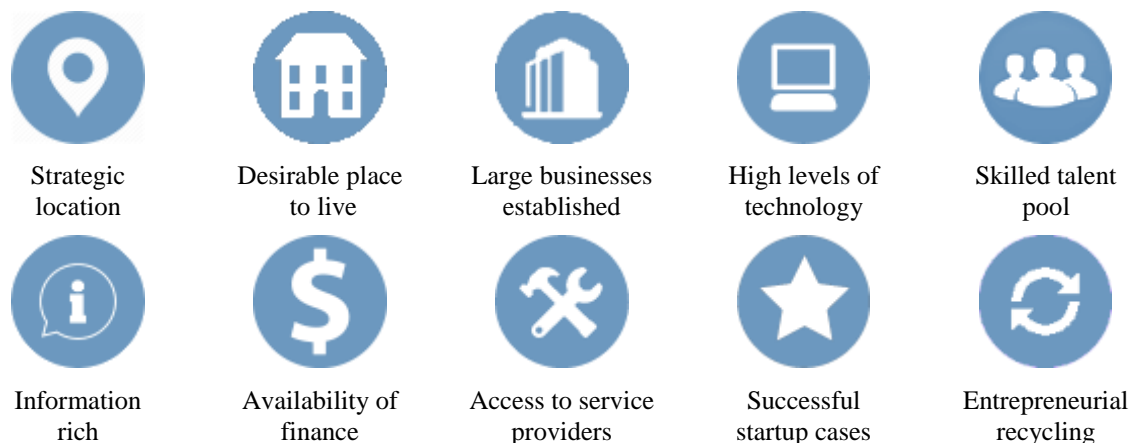 Strategic
location
Desirable place
to live
Large businesses
established
High levels of
technology
Skilled talent
pool
i
Information
rich
$
Availability of
finance
Access to service
providers
Successful
startup cases
Entrepreneurial
recycling